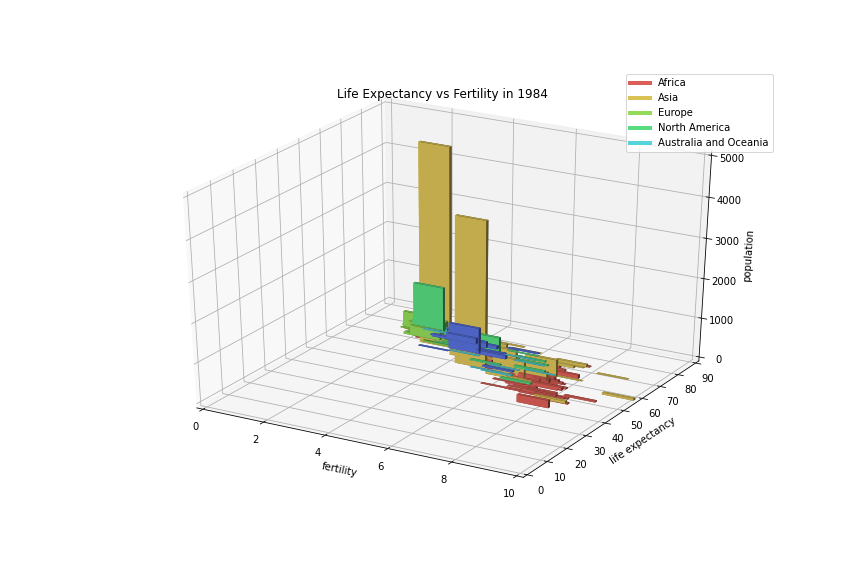 Life Expectancy vs Fertility in 1984
Africa
Asia
Europe
North America
Australia and Oceania
0
2
4
6
8
10
fertility
0
10
20
30
40
50
60
70
80
90
life expectancy
0
1000
2000
3000
4000
5000
population